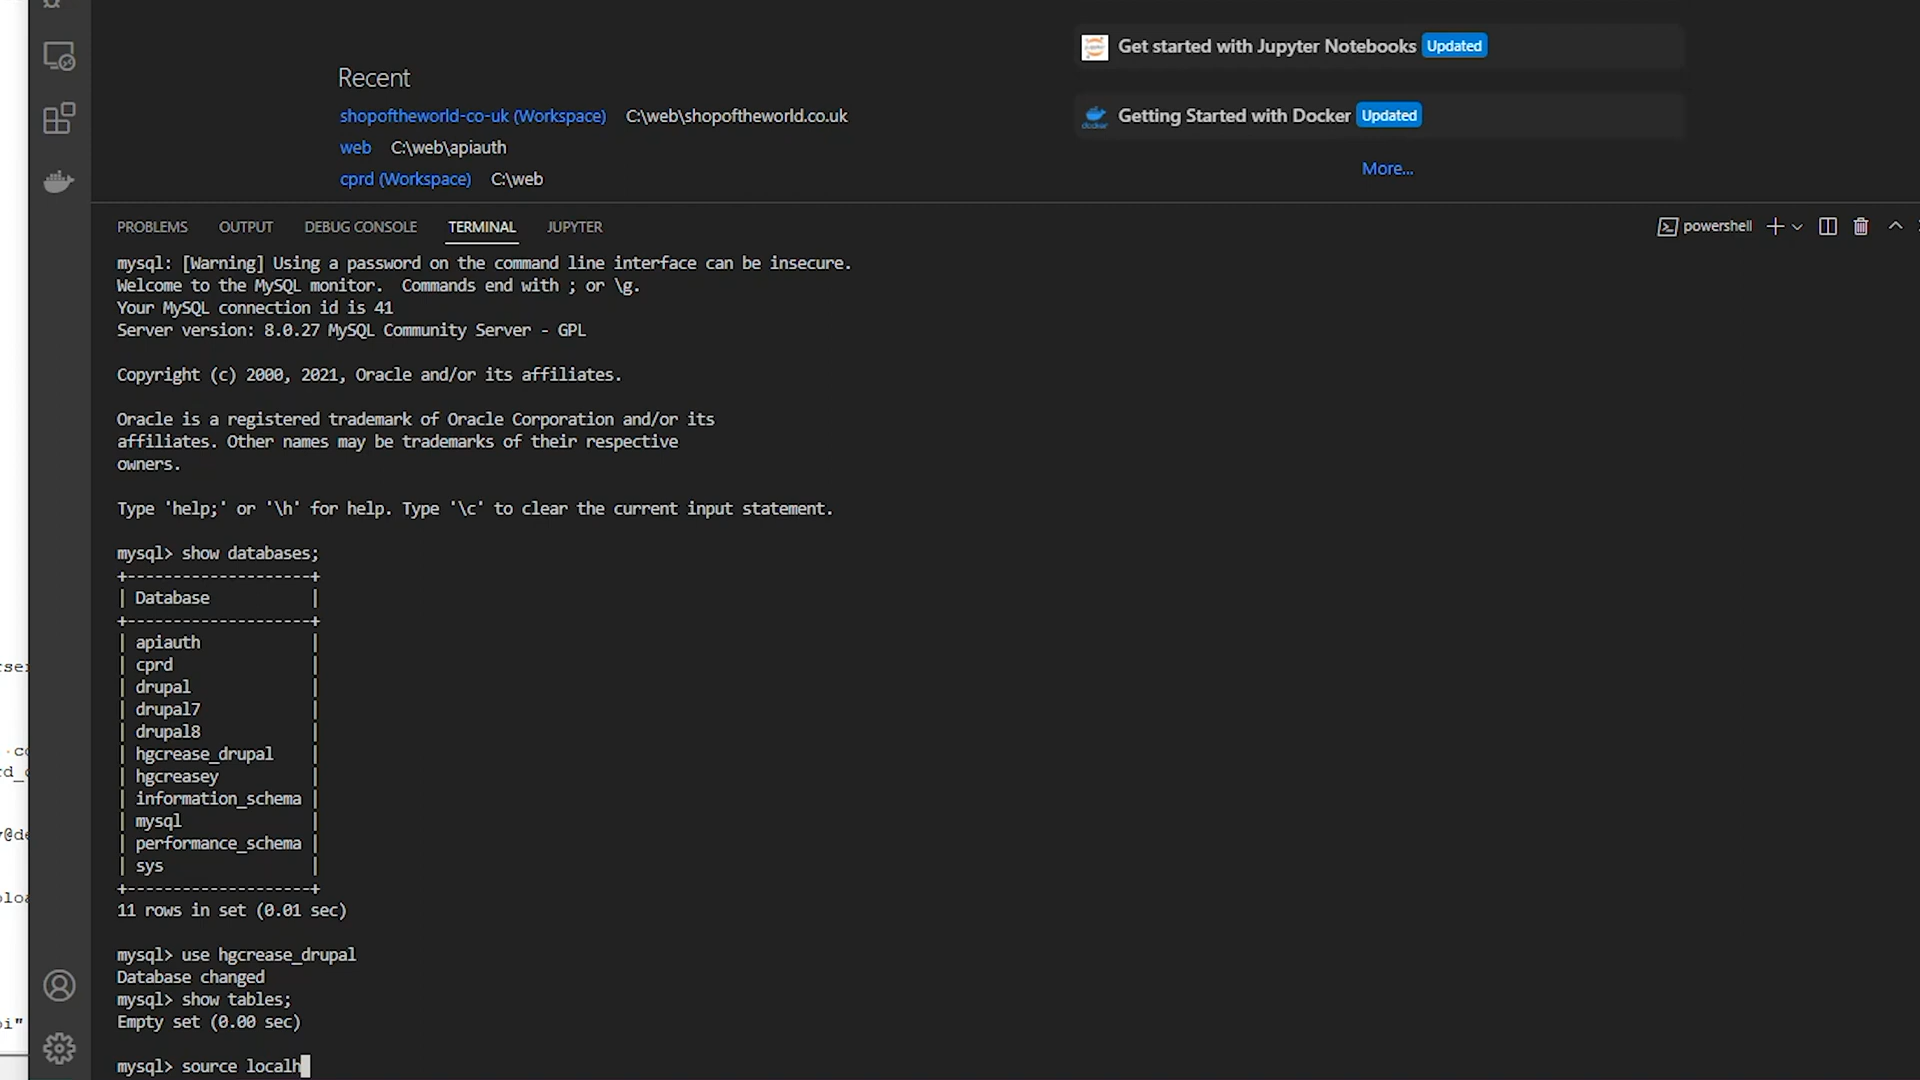 Get started with Jupyter Notebooks Updated
Recent
shopoftheworld-co-uk (Workspace) C:\web\shopoftheworld.co.uk
Getting Started with Docker Updated
web C:\web\apiauth
More...
cprd (Workspace) C:\web
PROBLEMS OUTPUT DEBUG CONSOLE TERMINAL JUPYTER
powershell
mysql: [Warning] Using a password on the command line interface can be insecure.
Welcome to the MySQL monitor.  Commands end with ; or \g.
Your MySQL connection id is 41
Server version: 8.0.27 MySQL Community Server - GPL
Copyright (c) 2000, 2021, Oracle and/or its affiliates.
Oracle is a registered trademark of Oracle Corporation and/or its
affiliates. Other names may be trademarks of their respective
owners.
Type 'help;' or '\h' for help. Type '\c' to clear the current input statement.
mysql> show databases;
+--------------------+
| Database           |
+--------------------+
| apiauth            |
| cprd               |
| drupal             |
| drupal7            |
| drupal8            |
| hgcrease_drupal    |
| hgcreasey          |
| information_schema |
| mysql              |
| performance_schema |
| sys                |
+--------------------+
11 rows in set (0.01 sec)
mysql> use hgcrease_drupal
Database changed
mysql> show tables;
Empty set (0.00 sec)
mysql> source localh